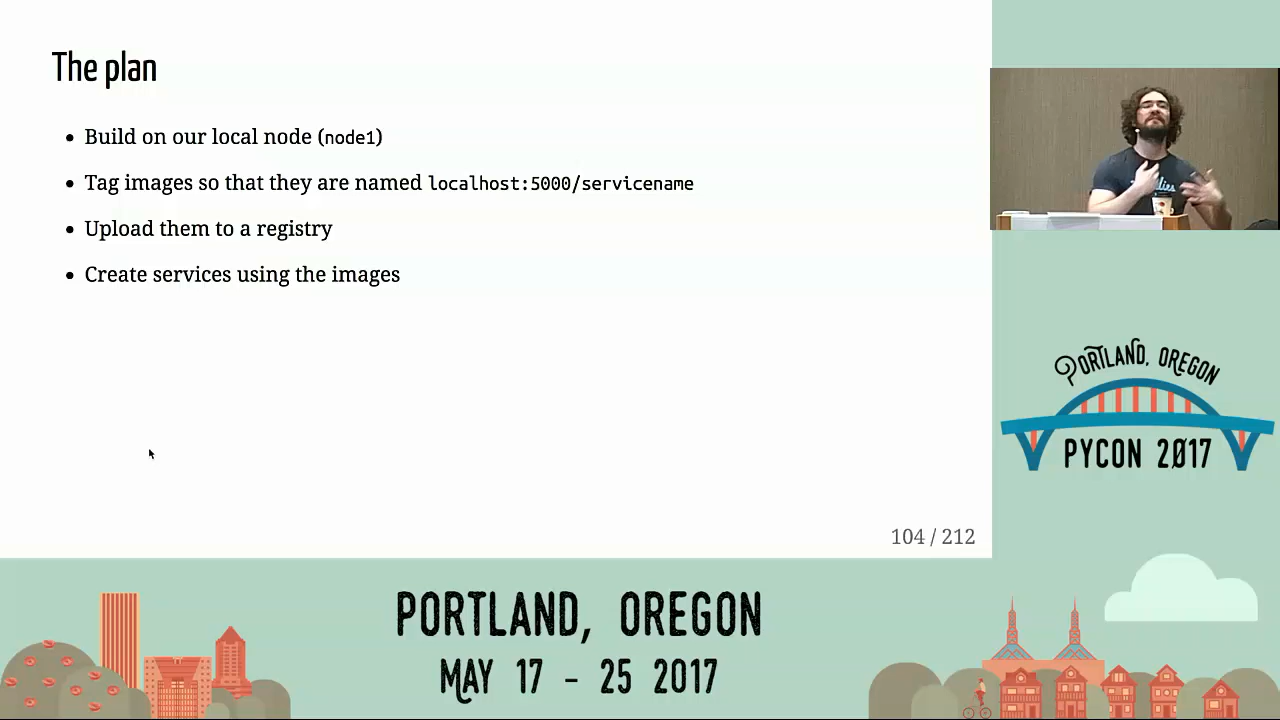 The plan
Build on our local node (node1)
Tag images so that they are named localhost:5000/servicename
Upload them to a registry
Create services using the images
104 / 212
PORTLAND, OREGON
PYCON 2017
PORTLAND, OREGON
MAY 17 - 25 2017